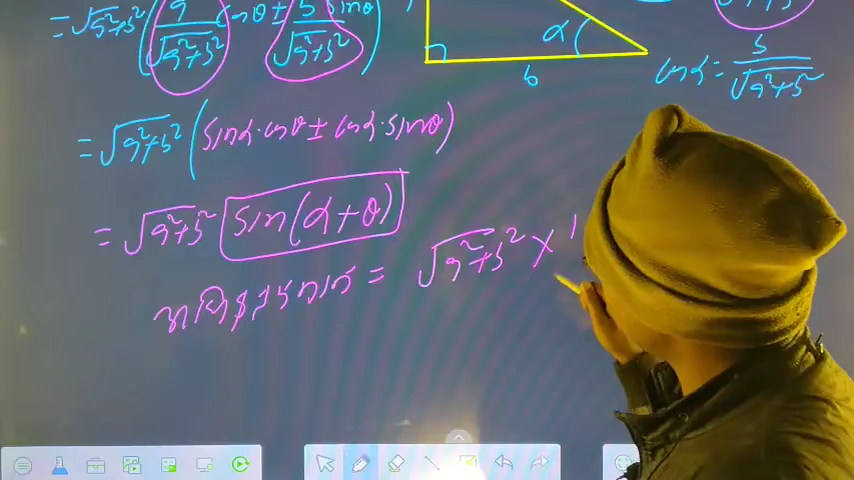 = √a²+b² ( a/√a²+b² cosθ ± b sinθ/√a²+b² )
α
b
cosα = b/√a²+b²
= √a²+b² ( sinα·cosθ ± cosα·sinθ )
= √a²+b² sin(α+θ)
= √a²+b² × 1